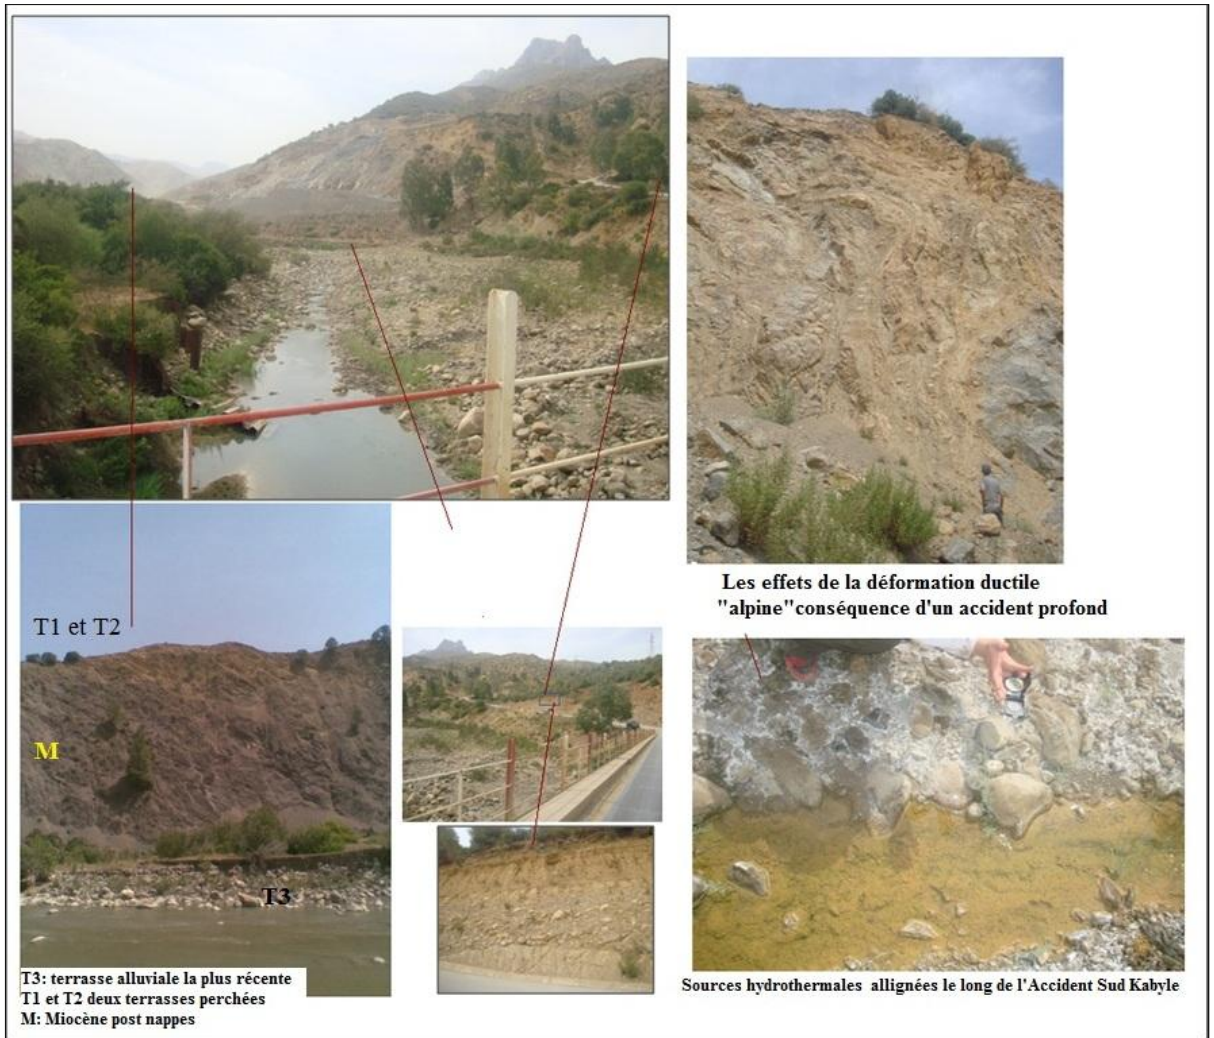 Les effets de la déformation ductile
"alpine"conséquence d'un accident profond
T1 et T2
M
T3
T3: terrasse alluviale la plus récente
T1 et T2 deux terrasses perchées
M: Miocène post nappes
Sources hydrothermales allignées le long de l'Accident Sud Kabyle